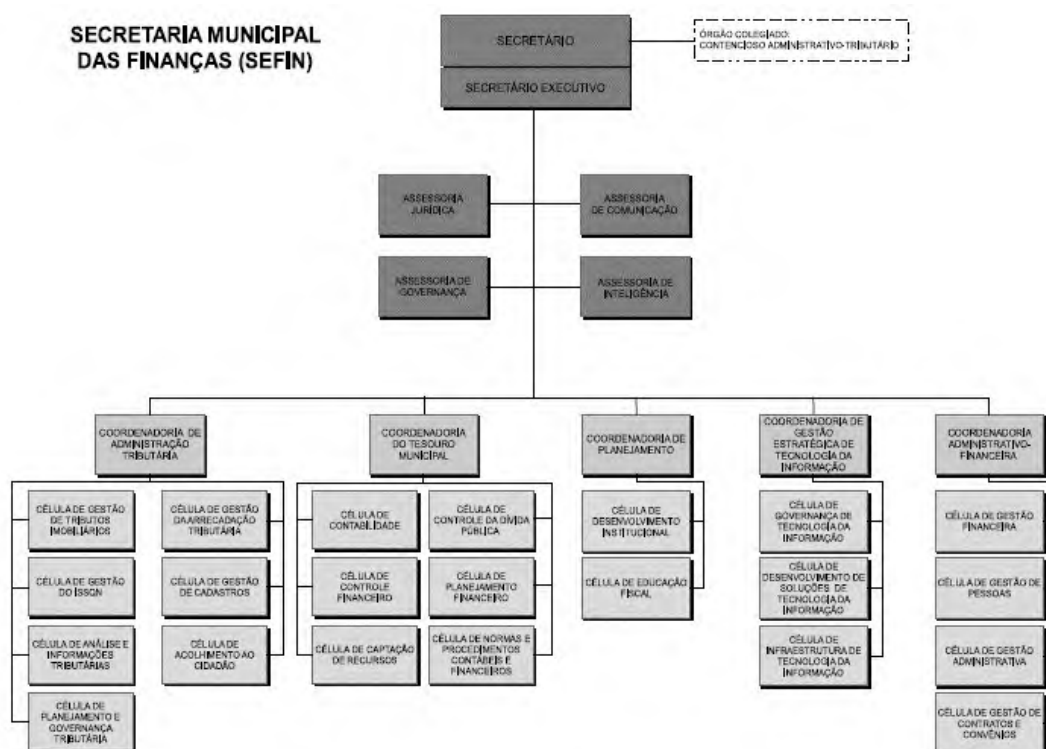 SECRETARIA MUNICIPAL
DAS FINANÇAS (SEFIN)
SECRETÁRIO
SECRETÁRIO EXECUTIVO
ÓRGÃO COLEGIADO:
CONTENCIOSO ADMINISTRATIVO-TRIBUTÁRIO
ASSESSORIA
JURÍDICA
ASSESSORIA
DE COMUNICAÇÃO
ASSESSORIA DE
GOVERNANÇA
ASSESSORIA DE
INTELIGÊNCIA
COORDENADORIA DE
ADMINISTRAÇÃO
TRIBUTÁRIA
CÉLULA DE GESTÃO
DE TRIBUTOS
IMOBILIÁRIOS
CÉLULA DE GESTÃO
DA ARRECADAÇÃO
TRIBUTÁRIA
CÉLULA DE GESTÃO
DO ISSQN
CÉLULA DE GESTÃO
DE CADASTROS
CÉLULA DE ANÁLISE E
INFORMAÇÕES
TRIBUTÁRIAS
CÉLULA DE
ACOLHIMENTO AO
CIDADÃO
CÉLULA DE
PLANEJAMENTO E
GOVERNANÇA
TRIBUTÁRIA
COORDENADORIA
DO TESOURO
MUNICIPAL
CÉLULA DE
CONTABILIDADE
CÉLULA DE
CONTROLE DA DÍVIDA
PÚBLICA
CÉLULA DE
CONTROLE
FINANCEIRO
CÉLULA DE
PLANEJAMENTO
FINANCEIRO
CÉLULA DE CAPTAÇÃO
DE RECURSOS
CÉLULA DE NORMAS E
PROCEDIMENTOS
CONTÁBEIS E
FINANCEIROS
COORDENADORIA DE
PLANEJAMENTO
CÉLULA DE
DESENVOLVIMENTO
INSTITUCIONAL
CÉLULA DE EDUCAÇÃO
FISCAL
COORDENADORIA DE
GESTÃO
ESTRATÉGICA DE
TECNOLOGIA DA
INFORMAÇÃO
CÉLULA DE
GOVERNANÇA DE
TECNOLOGIA DA
INFORMAÇÃO
CÉLULA DE
DESENVOLVIMENTO DE
SOLUÇÕES DE
TECNOLOGIA DA
INFORMAÇÃO
CÉLULA DE
INFRAESTRUTURA DE
TECNOLOGIA DA
INFORMAÇÃO
COORDENADORIA
ADMINISTRATIVO-
FINANCEIRA
CÉLULA DE GESTÃO
FINANCEIRA
CÉLULA DE GESTÃO DE
PESSOAS
CÉLULA DE GESTÃO
ADMINISTRATIVA
CÉLULA DE GESTÃO DE
CONTRATOS E
CONVÊNIOS